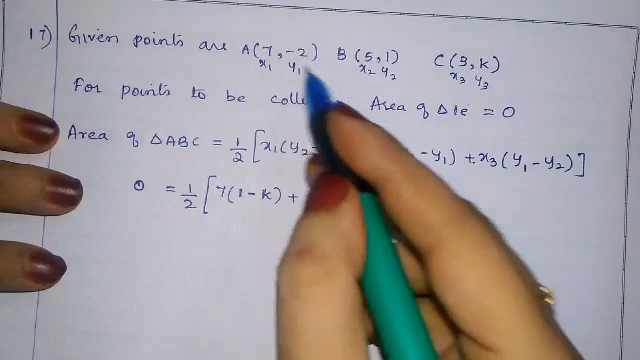 17) Given points are A(7,-2) B(5,1) C(3,K)
x₁ y₁ x₂ y₂ x₃ y₃
For points to be Area of Δle = 0
Area of ΔABC = 1/2 [x₁(y₂ - y₁) + x₃(y₁ - y₂)]
0 = 1/2 [7(1-K) +